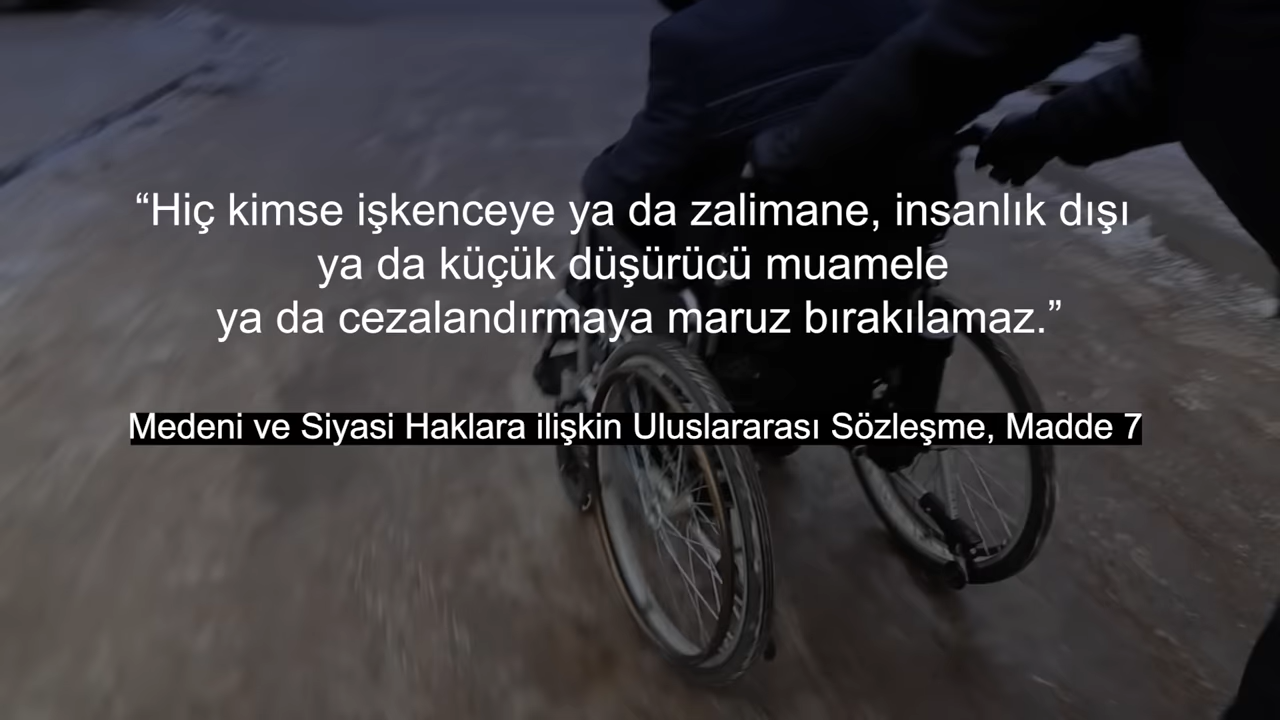 “Hiç kimse işkenceye ya da zalimane, insanlık dışı
ya da küçük düşürücü muamele
ya da cezalandırmaya maruz bırakılamaz.”
Medeni ve Siyasi Haklara ilişkin Uluslararası Sözleşme, Madde 7